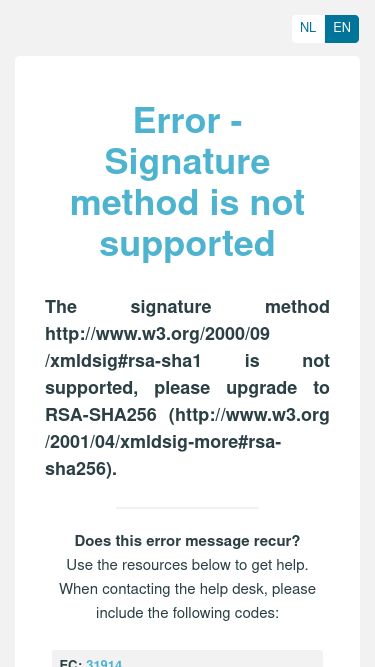 NL EN
Error -
Signature
method is not
supported
The signature method
http://www.w3.org/2000/09
/xmldsig#rsa-sha1 is not
supported, please upgrade to
RSA-SHA256 (http://www.w3.org
/2001/04/xmldsig-more#rsa-
sha256).
Does this error message recur?
Use the resources below to get help.
When contacting the help desk, please
include the following codes:
EC: 31914